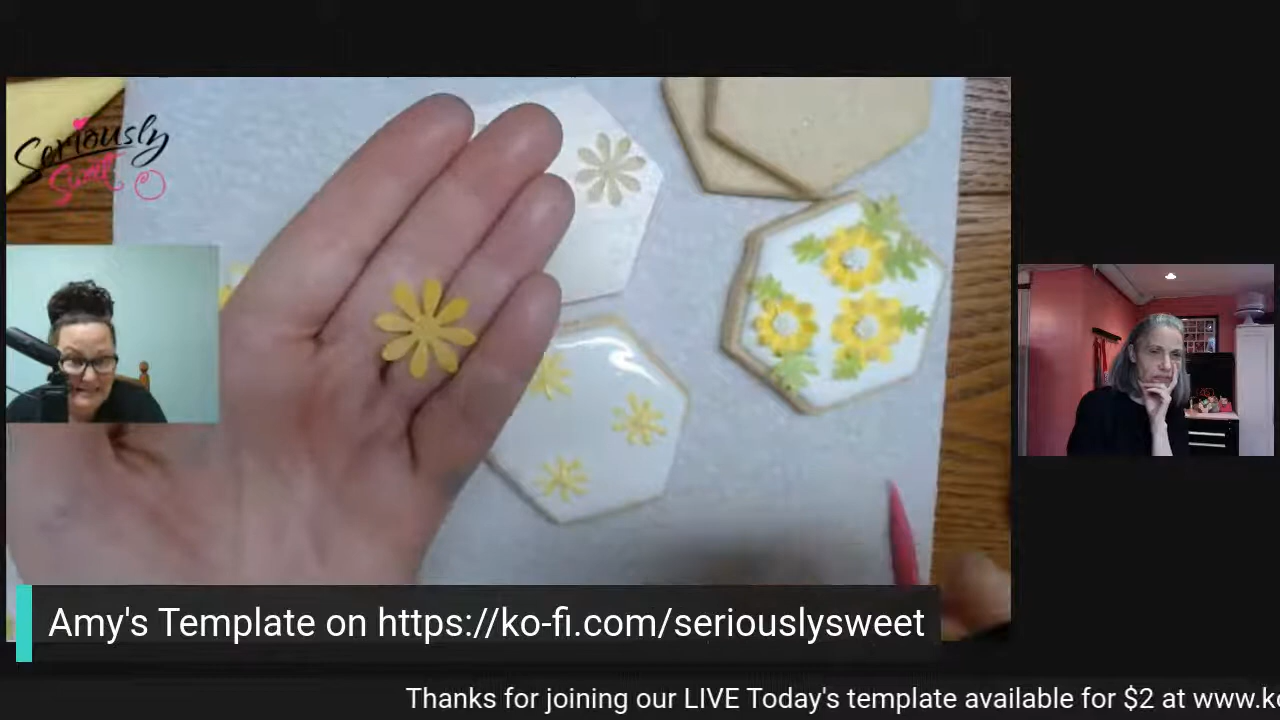 Seriously
Sweet
Amy's Template on https://ko-fi.com/seriouslysweet
Thanks for joining our LIVE Today's template available for $2 at www.k